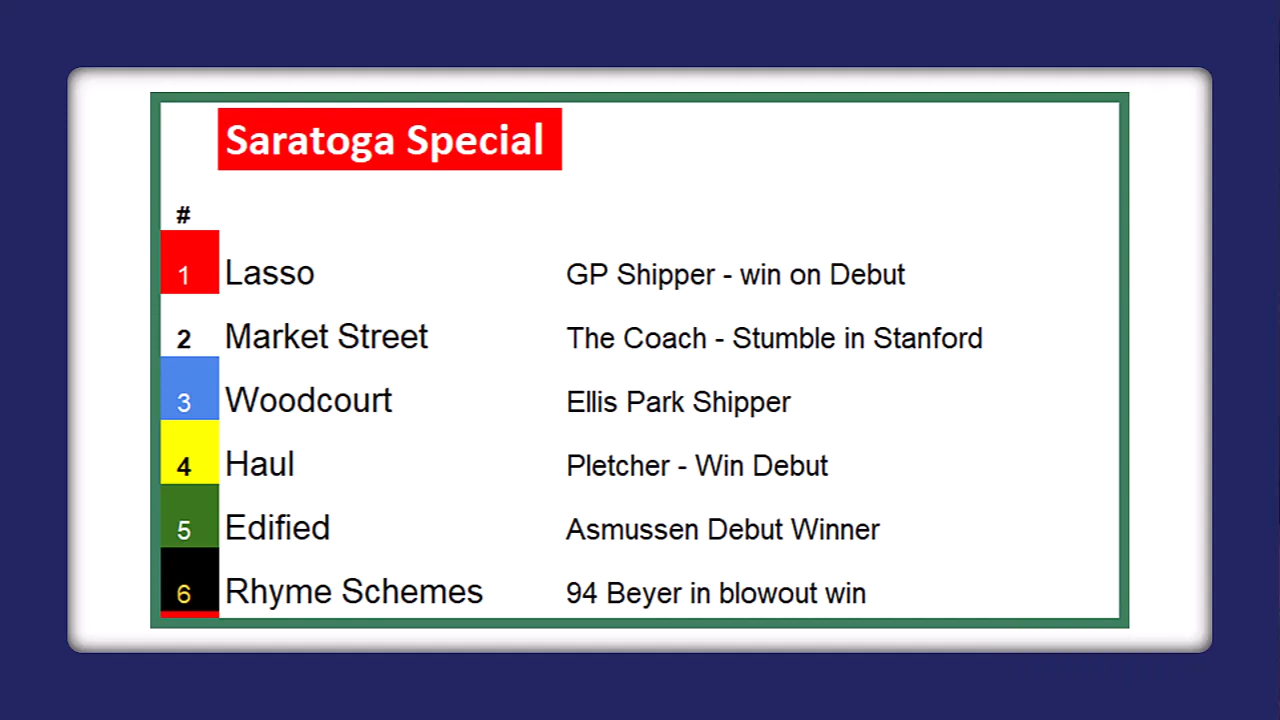 Saratoga Special
#
1 Lasso GP Shipper - win on Debut
2 Market Street The Coach - Stumble in Stanford
3 Woodcourt Ellis Park Shipper
4 Haul Pletcher - Win Debut
5 Edified Asmussen Debut Winner
6 Rhyme Schemes 94 Beyer in blowout win